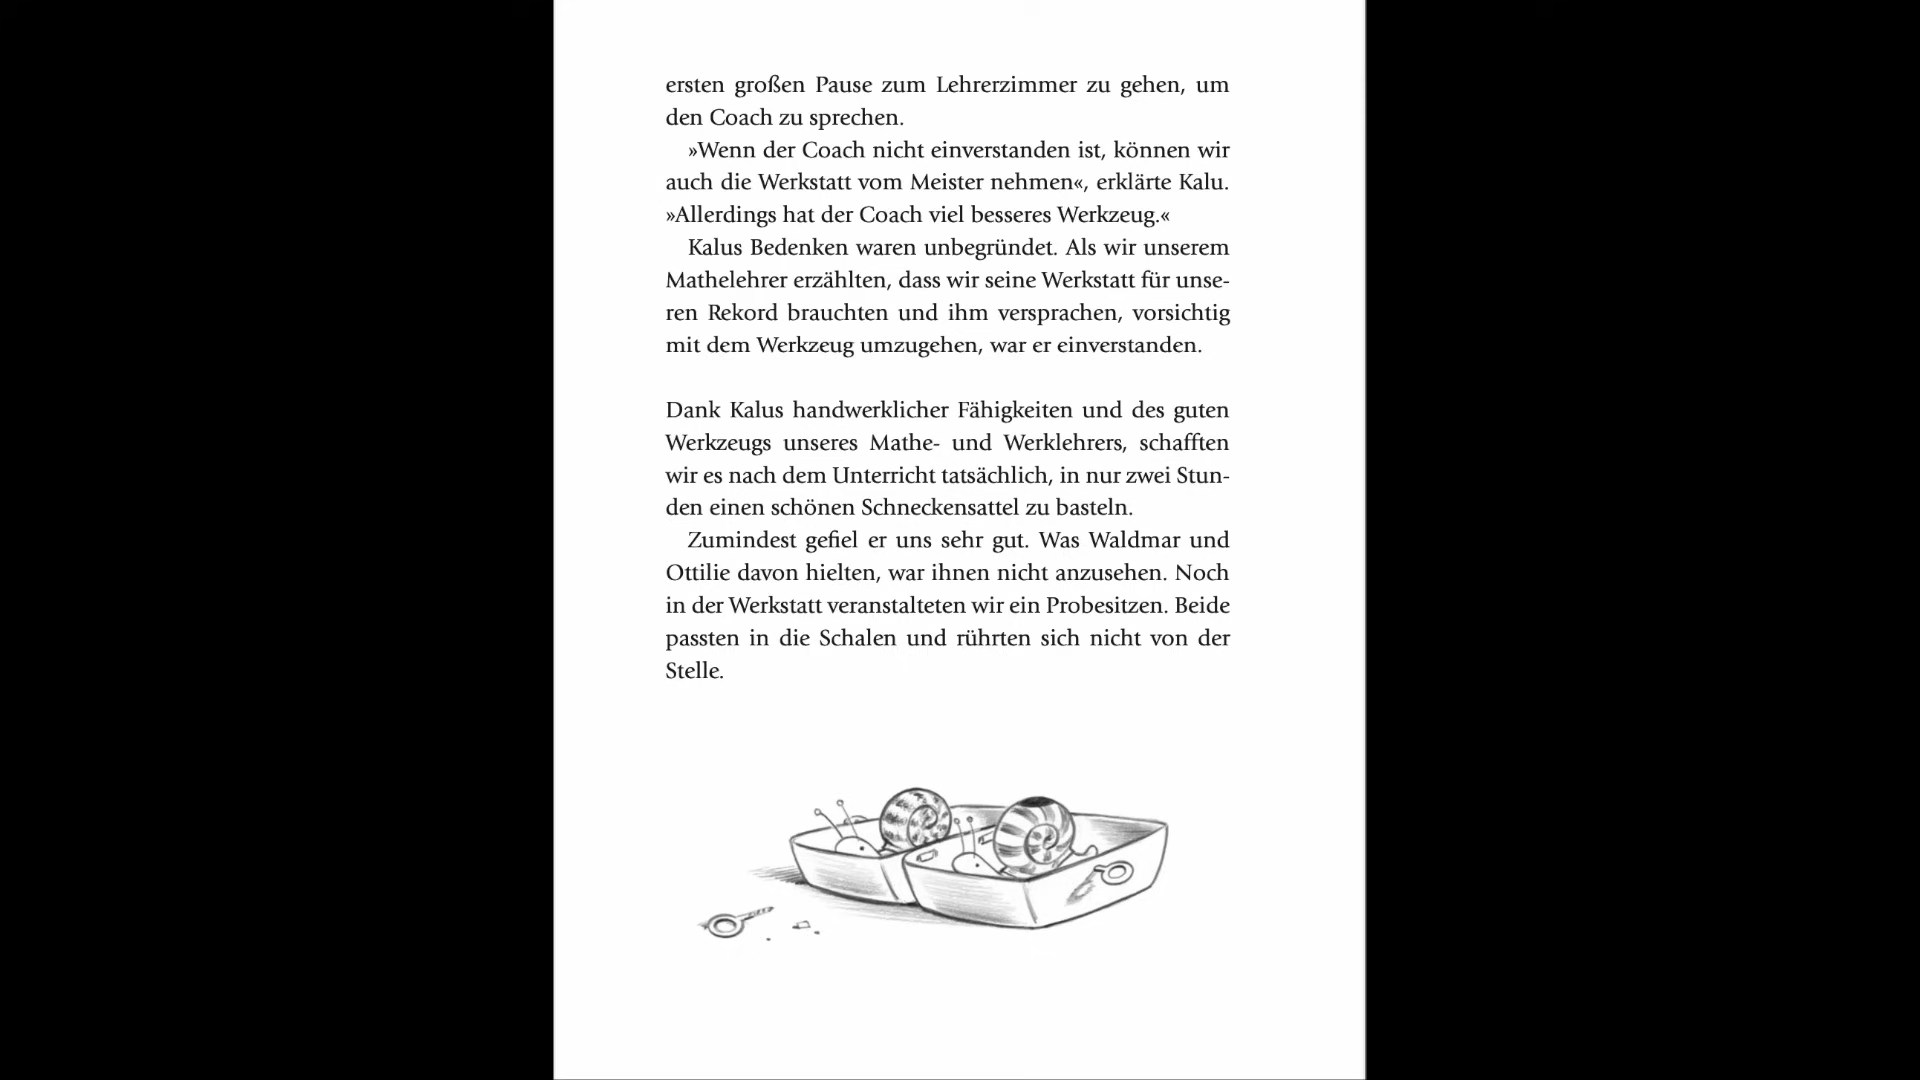 ersten großen Pause zum Lehrerzimmer zu gehen, um
den Coach zu sprechen.
»Wenn der Coach nicht einverstanden ist, können wir
auch die Werkstatt vom Meister nehmen«, erklärte Kalu.
»Allerdings hat der Coach viel besseres Werkzeug.«
Kalus Bedenken waren unbegründet. Als wir unserem
Mathelehrer erzählten, dass wir seine Werkstatt für unse-
ren Rekord brauchten und ihm versprachen, vorsichtig
mit dem Werkzeug umzugehen, war er einverstanden.
Dank Kalus handwerklicher Fähigkeiten und des guten
Werkzeugs unseres Mathe- und Werklehrers, schafften
wir es nach dem Unterricht tatsächlich, in nur zwei Stun-
den einen schönen Schneckensattel zu basteln.
Zumindest gefiel er uns sehr gut. Was Waldmar und
Ottilie davon hielten, war ihnen nicht anzusehen. Noch
in der Werkstatt veranstalteten wir ein Probesitzen. Beide
passten in die Schalen und rührten sich nicht von der
Stelle.